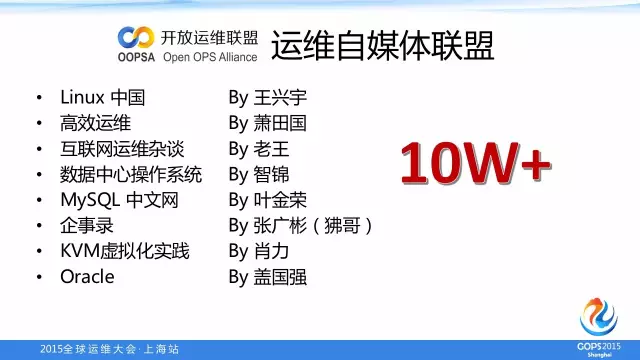 开放运维联盟
OOPSA Open OPS Alliance
运维自媒体联盟
• Linux 中国 By 王兴宇
• 高效运维 By 萧田国
• 互联网运维杂谈 By 老王
• 数据中心操作系统 By 智锦
• MySQL 中文网 By 叶金荣
• 企事录 By 张广彬（狒哥）
• KVM虚拟化实践 By 肖力
• Oracle By 盖国强
10W+
2015全球运维大会·上海站
GOPS2015
Shanghai